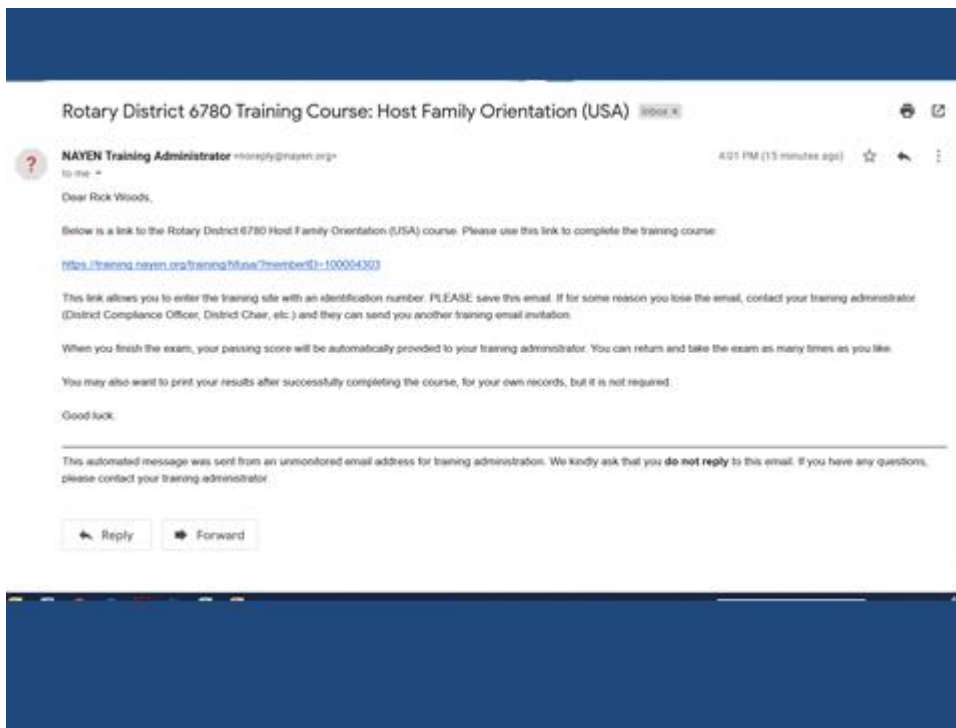 Rotary District 6780 Training Course: Host Family Orientation (USA) Inbox x
NAYEN Training Administrator <noreply@nayen.org> 4:01 PM (15 minutes ago)
to me
Dear Rick Woods,
Below is a link to the Rotary District 6780 Host Family Orientation (USA) course. Please use this link to complete the training course:
https://training.nayen.org/training/hfusa/?memberID=100004303
This link allows you to enter the training site with an identification number. PLEASE save this email. If for some reason you lose the email, contact your training administrator
(District Compliance Officer, District Chair, etc.) and they can send you another training email invitation.
When you finish the exam, your passing score will be automatically provided to your training administrator. You can return and take the exam as many times as you like.
You may also want to print your results after successfully completing the course, for your own records, but it is not required.
Good luck.
This automated message was sent from an unmonitored email address for training administration. We kindly ask that you do not reply to this email. If you have any questions,
please contact your training administrator.
Reply Forward